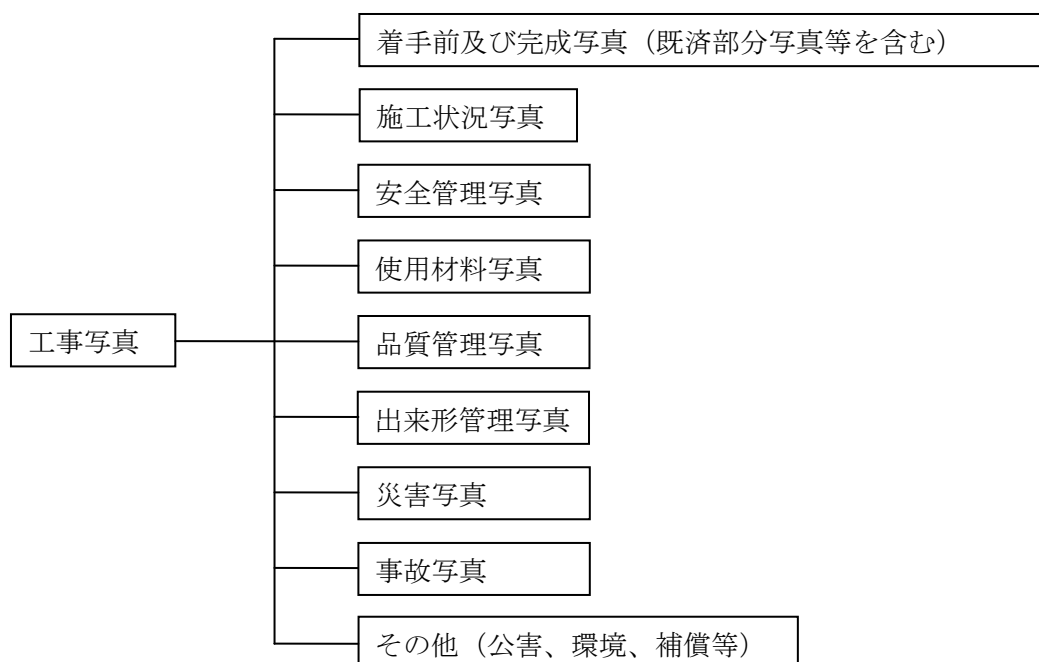 着手前及び完成写真（既済部分写真等を含む）
施工状況写真
安全管理写真
使用材料写真
工事写真
品質管理写真
出来形管理写真
災害写真
事故写真
その他（公害、環境、補償等）